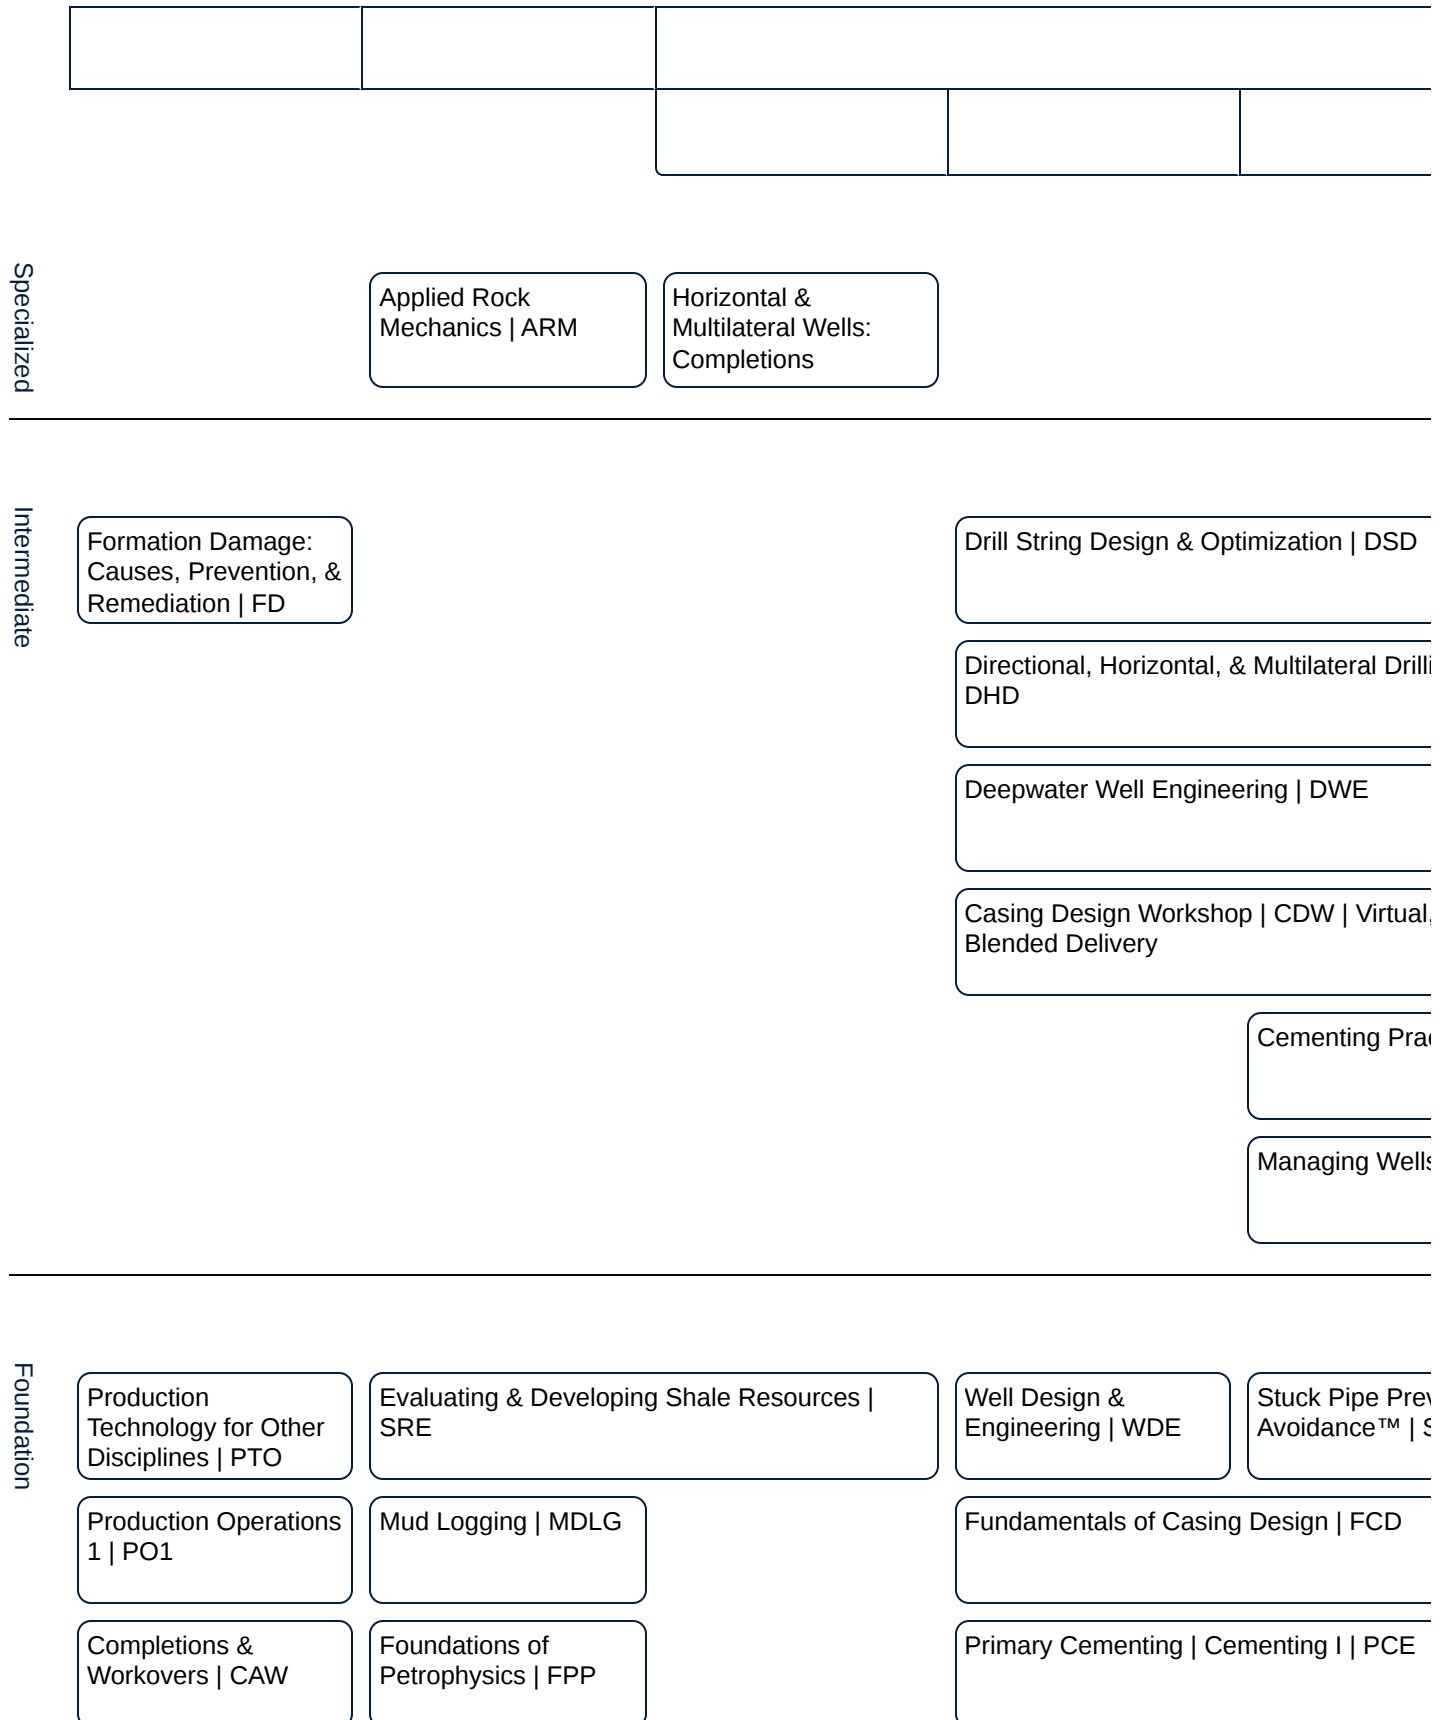 Specialized
Applied Rock
Mechanics | ARM
Horizontal &
Multilateral Wells:
Completions
Intermediate
Formation Damage:
Causes, Prevention, &
Remediation | FD
Drill String Design & Optimization | DSD
Directional, Horizontal, & Multilateral
DHD
Deepwater Well Engineering | DWE
Casing Design Workshop | CDW | Virtual,
Blended Delivery
Cementing
Managing
Foundation
Production
Technology for Other
Disciplines | PTO
Evaluating & Developing Shale Resources |
SRE
Well Design &
Engineering | WDE
Stuck Pipe
Avoidance™ |
Production Operations
1 | PO1
Mud Logging | MDLG
Fundamentals of Casing Design | FCD
Completions &
Workovers | CAW
Foundations of
Petrophysics | FPP
Primary Cementing | Cementing I | PCE